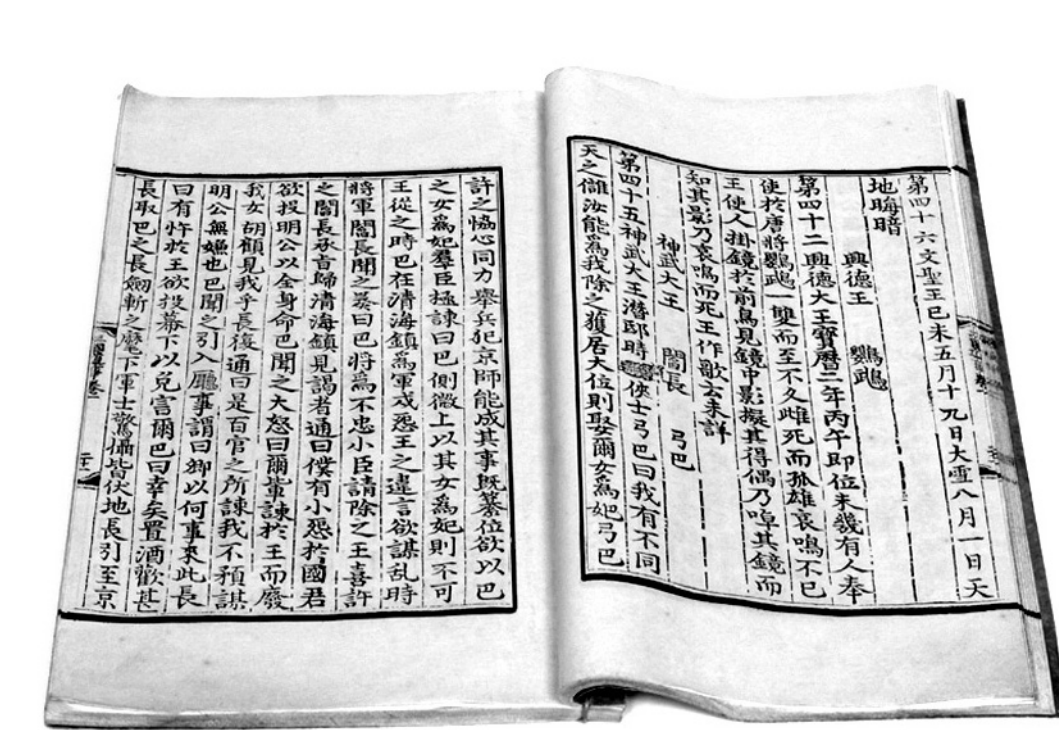 第四十六文聖王已未五月十九日大雪八月一日天
地晦暗
興德王 鸚鵡
第四十二興德大王寶曆二年丙午即位未幾有人奉
使於唐將鸚鵡一雙而至不久雌死而孤雄哀鳴不已
王使人掛鏡於前鳥見鏡中影擬其得偶乃啅其鏡而
知其影乃哀鳴而死王作歌云未詳
神武大王 閻長 弓巴
第四十五神武大王潛邸時俠士弓巴曰我有不同
天之讎汝能爲我除之獲居大位則娶爾女爲妃弓巴
許之恊心同力舉兵犯京師能成其事既簒位欲以巴
之女爲妃羣臣極諫曰巴側微上以其女爲妃則不可
王從之時巴在清海鎮爲軍戍怨王之違言欲謀乱時
將軍閻長聞之奏曰巴將爲不忠小臣請除之王喜許
之閻長承旨歸清海鎮見謁者通曰僕有小怨於國君
欲投明公以全身命巴聞之大怒曰爾輩諫於王而廢
我女胡顧見我乎長復通曰是百官之所諫我不預謀
明公無嫌也巴聞之引入廳事謂曰卿以何事來此長
曰有忤於王欲投幕下以免害爾巴曰幸矣置酒歡甚
長取巴之長劒斬之麾下軍士驚懾皆伏地長引至京